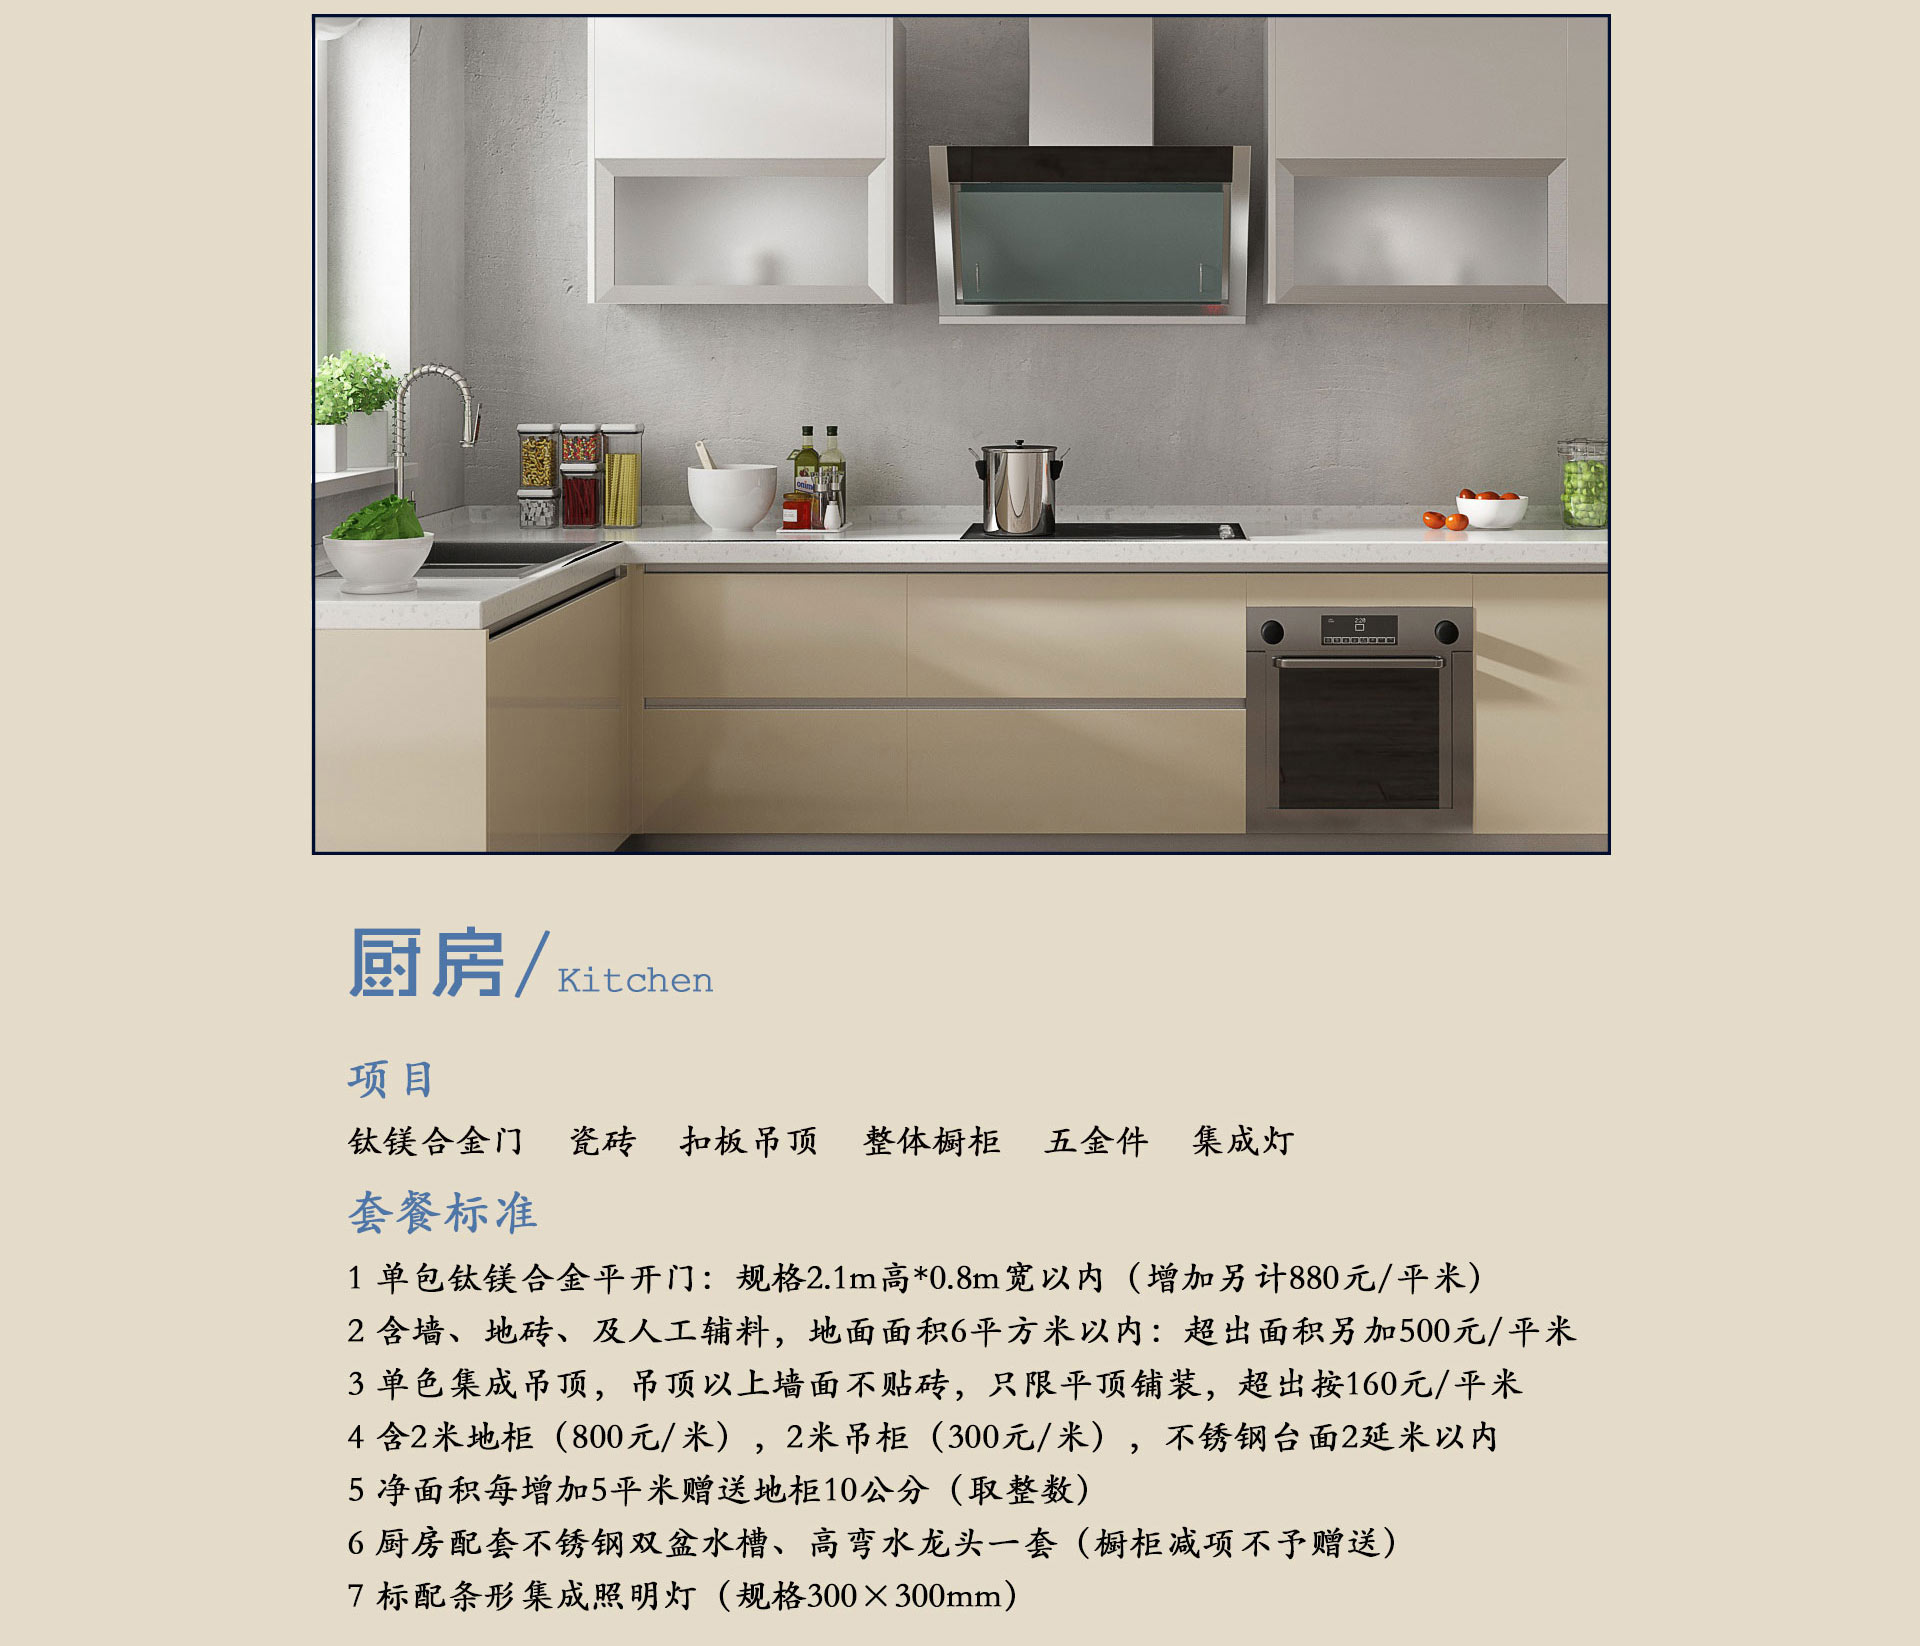 厨房/Kitchen
项目
钛镁合金门 瓷砖 扣板吊顶 整体橱柜 五金件 集成灯
套餐标准
1 单包钛镁合金平开门：规格2.1m高*0.8m宽以内（增加另计880元/平米）
2 含墙、地砖、及人工辅料，地面面积6平方米以内：超出面积另加500元/平米
3 单色集成吊顶，吊顶以上墙面不贴砖，只限平顶铺装，超出按160元/平米
4 含2米地柜（800元/米），2米吊柜（300元/米），不锈钢台面2延米以内
5 净面积每增加5平米赠送地柜10公分（取整数）
6 厨房配套不锈钢双盆水槽、高弯水龙头一套（橱柜减项不予赠送）
7 标配条形集成照明灯（规格300×300mm）